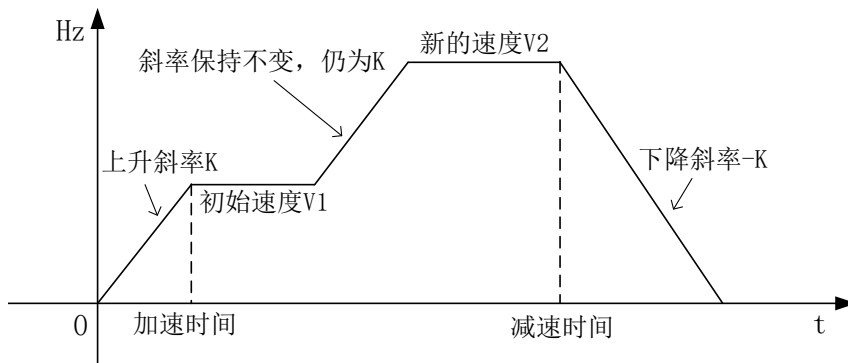 Hz
新的速度V2
斜率保持不变，仍为K
上升斜率K
下降斜率-K
初始速度V1
0
加速时间
减速时间
t